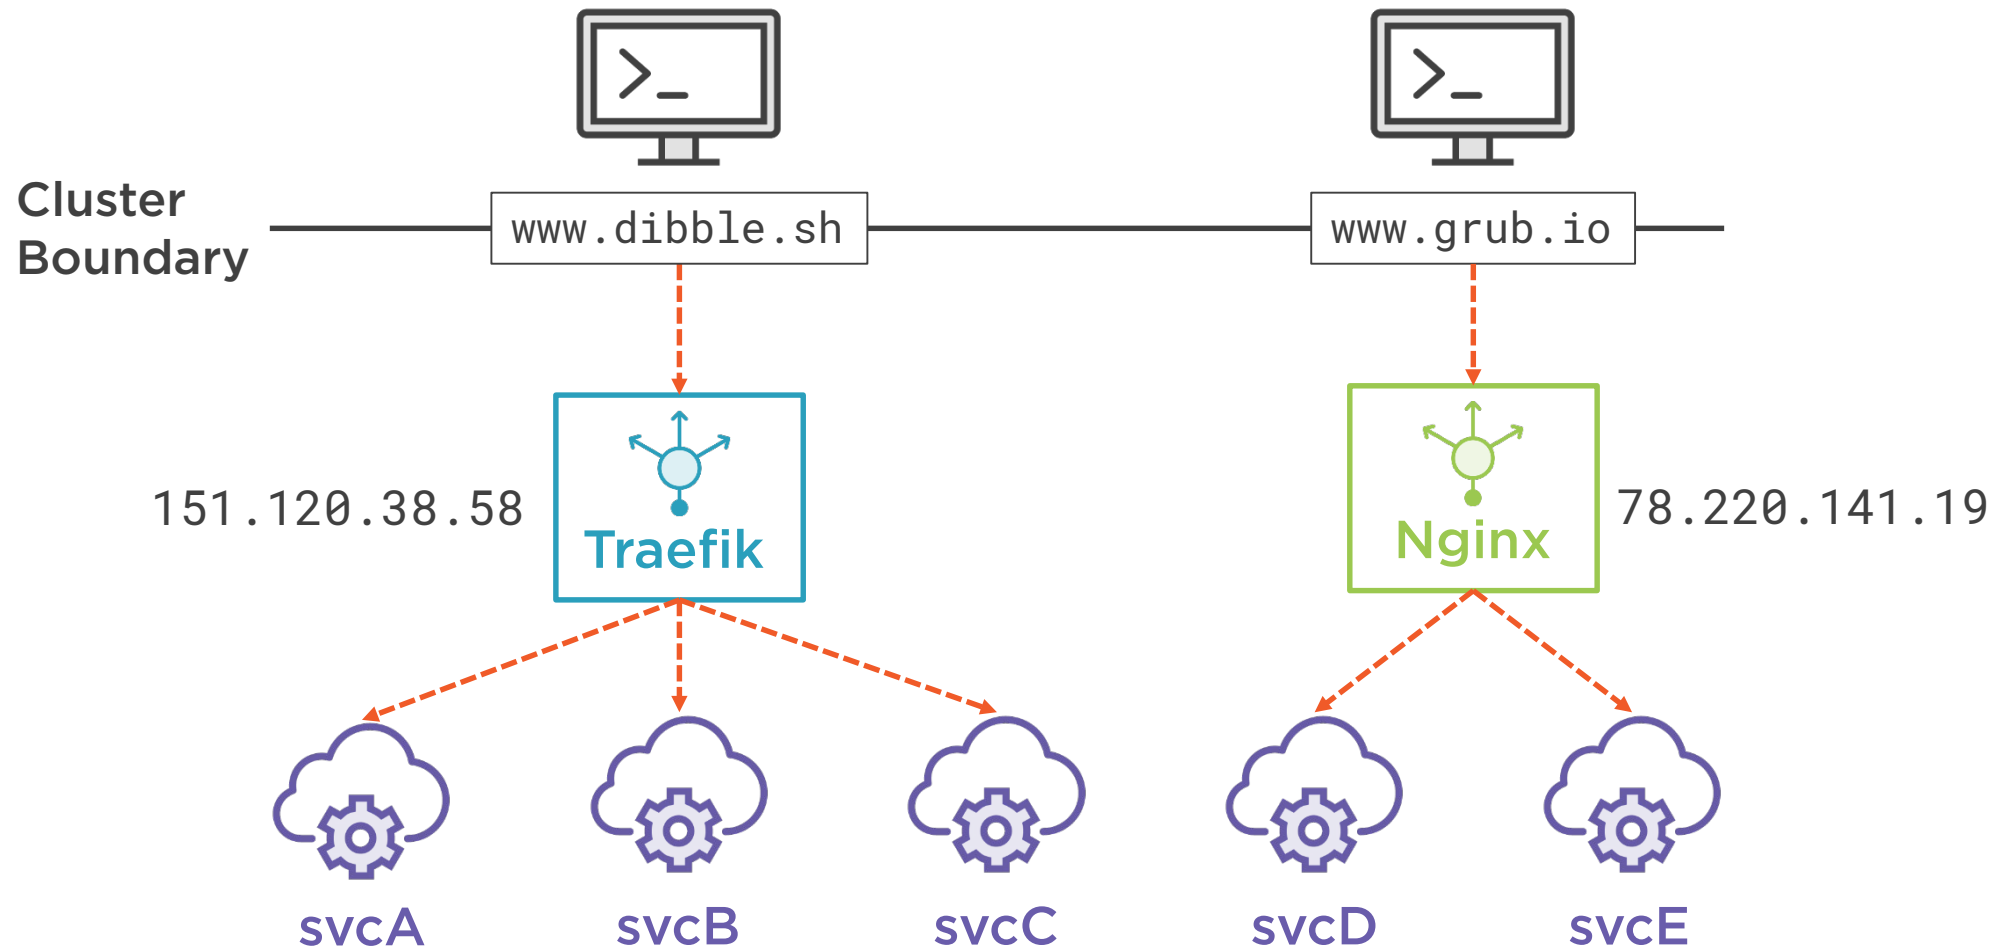 >_
>_
Cluster
Boundary
www.dibble.sh
www.grub.io
151.120.38.58
Traefik
Nginx
78.220.141.19
svcA
svcB
svcC
svcD
svcE